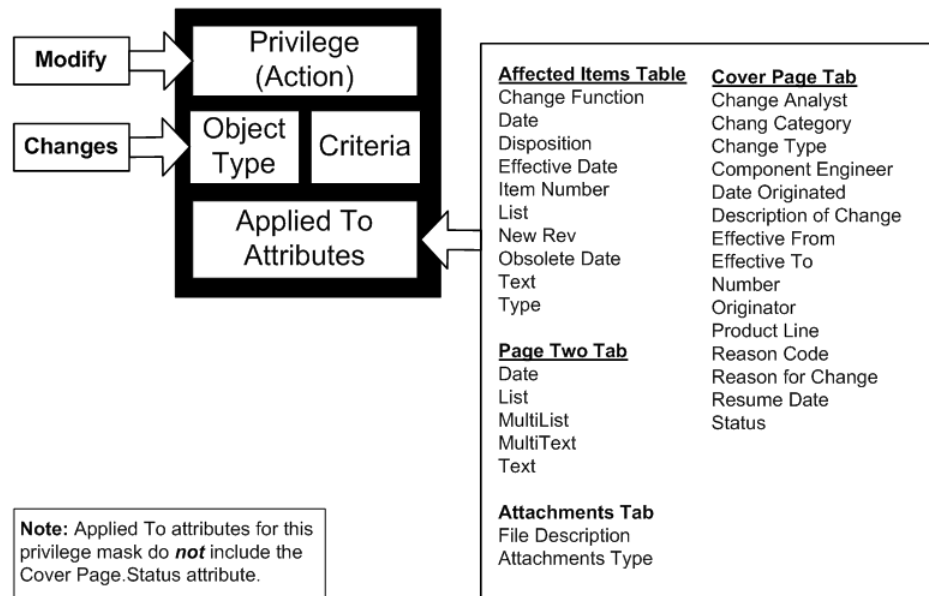 Modify
Privilege
(Action)
Changes
Object
Type
Criteria
Applied To
Attributes
Affected Items Table
Change Function
Date
Disposition
Effective Date
Item Number
List
New Rev
Obsolete Date
Text
Type
Page Two Tab
Date
List
MultiList
MultiText
Text
Attachments Tab
File Description
Attachments Type
Cover Page Tab
Change Analyst
Chang Category
Change Type
Component Engineer
Date Originated
Description of Change
Effective From
Effective To
Number
Originator
Product Line
Reason Code
Reason for Change
Resume Date
Status
Note: Applied To attributes for this
privilege mask do not include the
Cover Page.Status attribute.